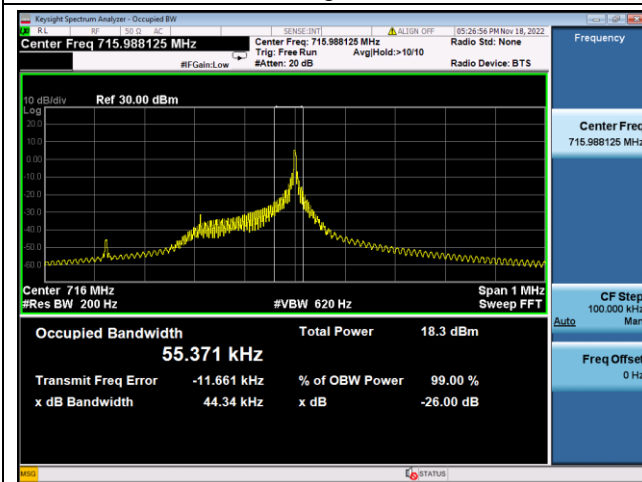 Keysight Spectrum Analyzer - Occupied BW
RL RF 50 Ω AC SENSE:INT ALIGN OFF 05:26:56 PM Nov 18, 2022
Center Freq 715.988125 MHz
Center Freq: 715.988125 MHz
Radio Std: None
Trig: Free Run Avg|Hold:>10/10
#IFGain:Low #Atten: 20 dB Radio Device: BTS
10 dB/div Ref 30.00 dBm
Log
20.0
10.0
0.00
-10.0
-20.0
-30.0
-40.0
-50.0
-60.0
Center 716 MHz Span 1 MHz
#Res BW 200 Hz #VBW 620 Hz Sweep FFT
Occupied Bandwidth Total Power 18.3 dBm
55.371 kHz
Transmit Freq Error -11.661 kHz % of OBW Power 99.00 %
x dB Bandwidth 44.34 kHz x dB -26.00 dB
MSG STATUS
Frequency
Center Freq
715.988125 MHz
CF Step
100.000 kHz
Auto Man
Freq Offset
0 Hz